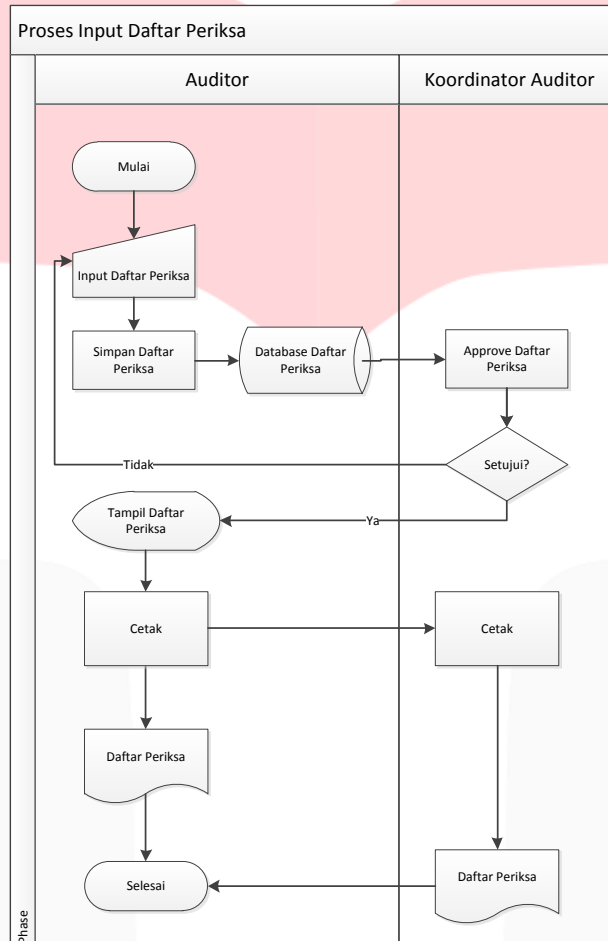 Proses Input Daftar Periksa
Auditor
Koordinator Auditor
Mulai
Input Daftar Periksa
Simpan Daftar
Periksa
Database Daftar
Periksa
Approve Daftar
Periksa
Setujui?
Tidak
Ya
Tampil Daftar
Periksa
Cetak
Cetak
Daftar Periksa
Daftar Periksa
Selesai
Phase